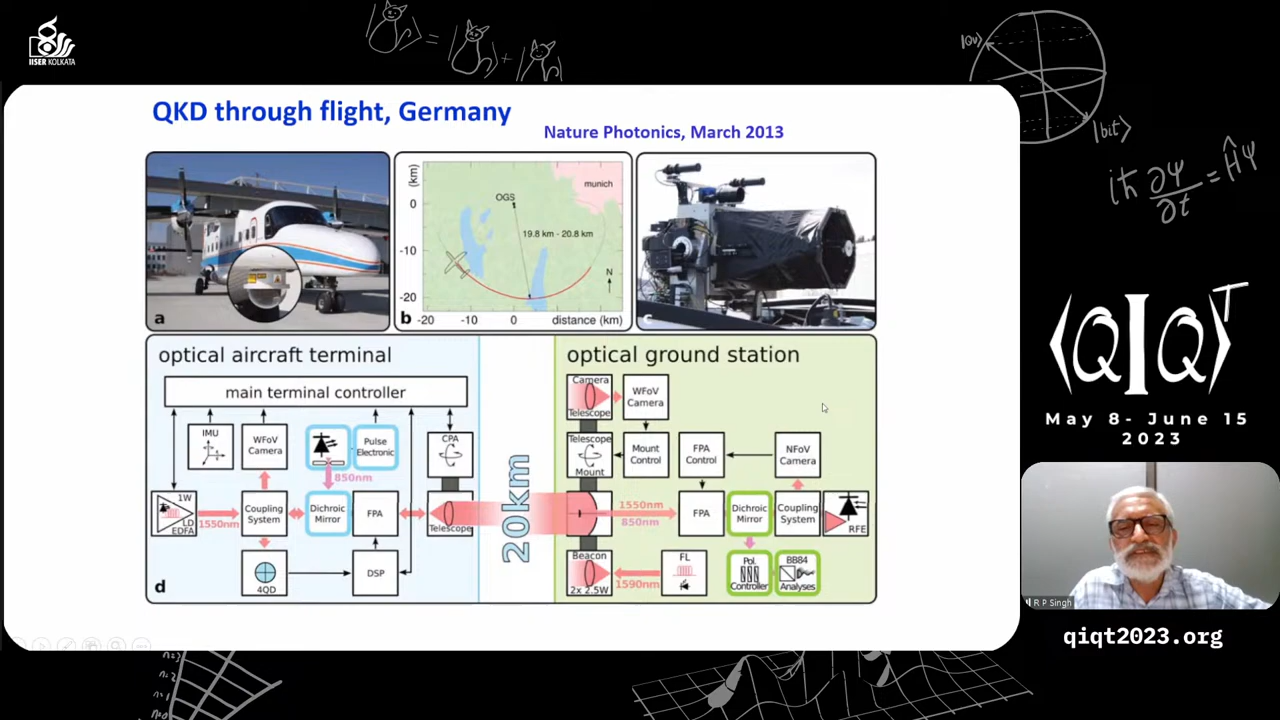 IISER KOLKATA
|0v⟩
|bit⟩
iħ ∂Ψ/∂t = ĤΨ
QKD through flight, Germany
Nature Photonics, March 2013
a
(km)
0
-10
-20
OGS
munich
19.8 km - 20.8 km
N
b
-20
-10
0
distance (km)
c
optical aircraft terminal
main terminal controller
IMU
WFoV
Camera
Pulse
Electronic
CPA
850nm
1W
LD
EDFA
1550nm
Coupling
System
Dichroic
Mirror
FPA
Telescope
4QD
DSP
d
20km
optical ground station
Camera
Telescope
WFoV
Camera
Telescope
Mount
Mount
Control
FPA
Control
NFoV
Camera
1550nm
850nm
FPA
Dichroic
Mirror
Coupling
System
RFE
Beacon
2x 2.5W
1590nm
FL
Pol.
Controller
BB84
Analyses
⟨Q|Q⟩T
May 8- June 15
2023
R P Singh
qiqt2023.org
n=3
n=2
n=1
n=0